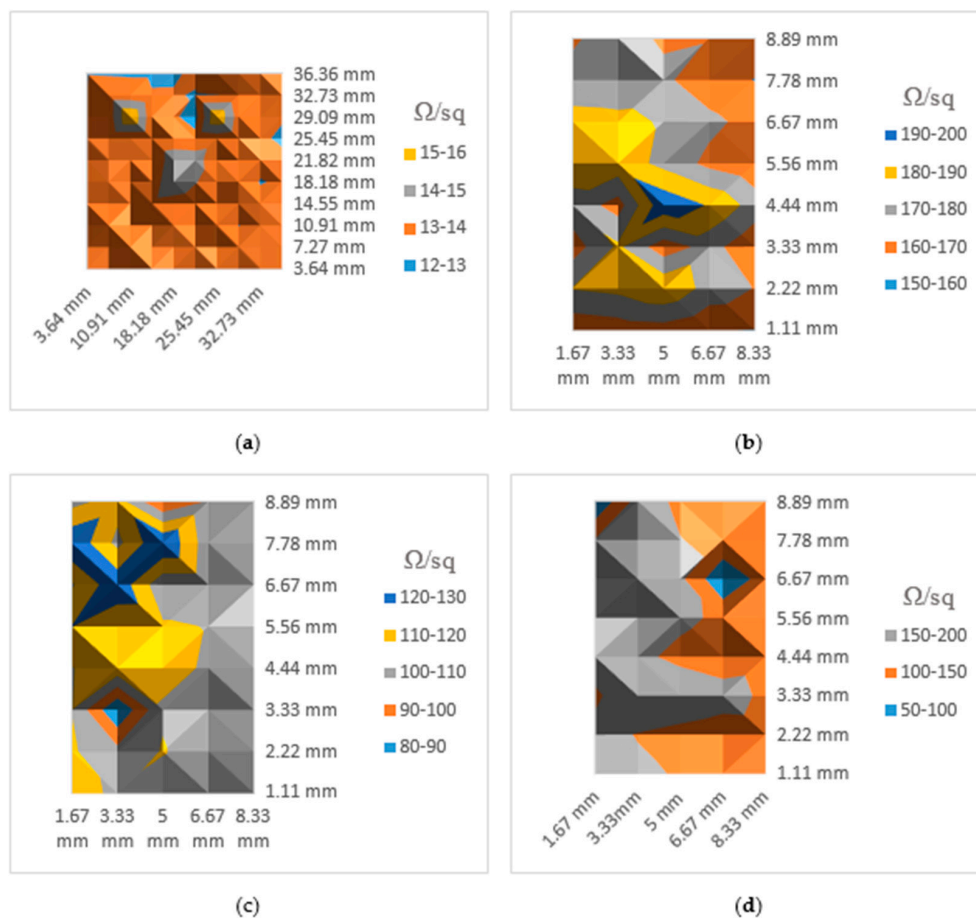 36.36 mm
32.73 mm
29.09 mm
25.45 mm
21.82 mm
18.18 mm
14.55 mm
10.91 mm
7.27 mm
3.64 mm
3.64 mm
10.91 mm
18.18 mm
25.45 mm
32.73 mm
Ω/sq
15-16
14-15
13-14
12-13
(a)
8.89 mm
7.78 mm
6.67 mm
5.56 mm
4.44 mm
3.33 mm
2.22 mm
1.11 mm
1.67 3.33 5 6.67 8.33
mm mm mm mm mm
Ω/sq
190-200
180-190
170-180
160-170
150-160
(b)
8.89 mm
7.78 mm
6.67 mm
5.56 mm
4.44 mm
3.33 mm
2.22 mm
1.11 mm
1.67 3.33 5 6.67 8.33
mm mm mm mm mm
Ω/sq
120-130
110-120
100-110
90-100
80-90
(c)
8.89 mm
7.78 mm
6.67 mm
5.56 mm
4.44 mm
3.33 mm
2.22 mm
1.11 mm
1.67 mm
3.33mm
5 mm
6.67 mm
8.33 mm
Ω/sq
150-200
100-150
50-100
(d)